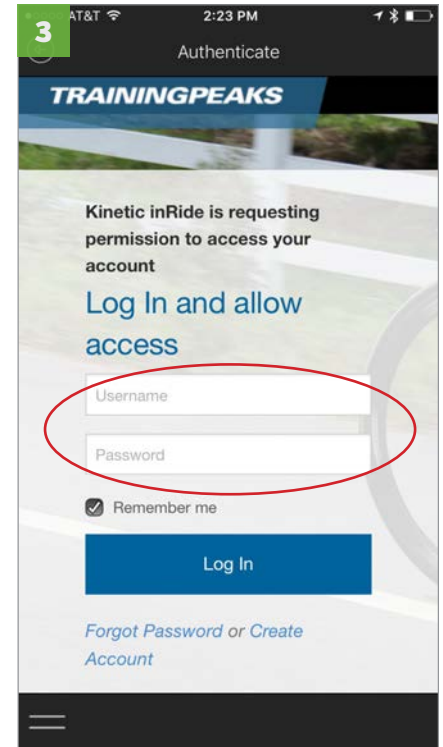 AT&T 2:23 PM
3
Authenticate
TRAININGPEAKS
Kinetic inRide is requesting
permission to access your
account
Log In and allow
access
Username
Password
Remember me
Log In
Forgot Password or Create
Account